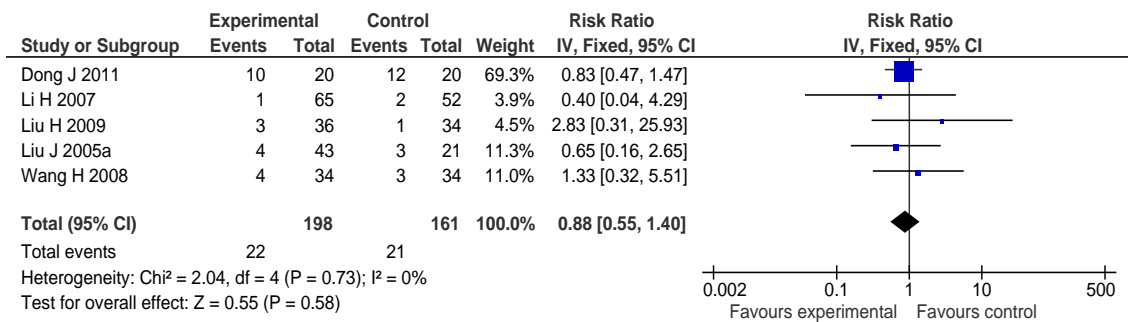 Experimental Control Risk Ratio Risk Ratio
Study or Subgroup Events Total Events Total Weight IV, Fixed, 95% CI IV, Fixed, 95% CI
Dong J 2011 10 20 12 20 69.3% 0.83 [0.47, 1.47]
Li H 2007 1 65 2 52 3.9% 0.40 [0.04, 4.29]
Liu H 2009 3 36 1 34 4.5% 2.83 [0.31, 25.93]
Liu J 2005a 4 43 3 21 11.3% 0.65 [0.16, 2.65]
Wang H 2008 4 34 3 34 11.0% 1.33 [0.32, 5.51]
Total (95% CI) 198 161 100.0% 0.88 [0.55, 1.40]
Total events 22 21
Heterogeneity: Chi² = 2.04, df = 4 (P = 0.73); I² = 0%
Test for overall effect: Z = 0.55 (P = 0.58)
0.002 0.1 1 10 500
Favours experimental Favours control